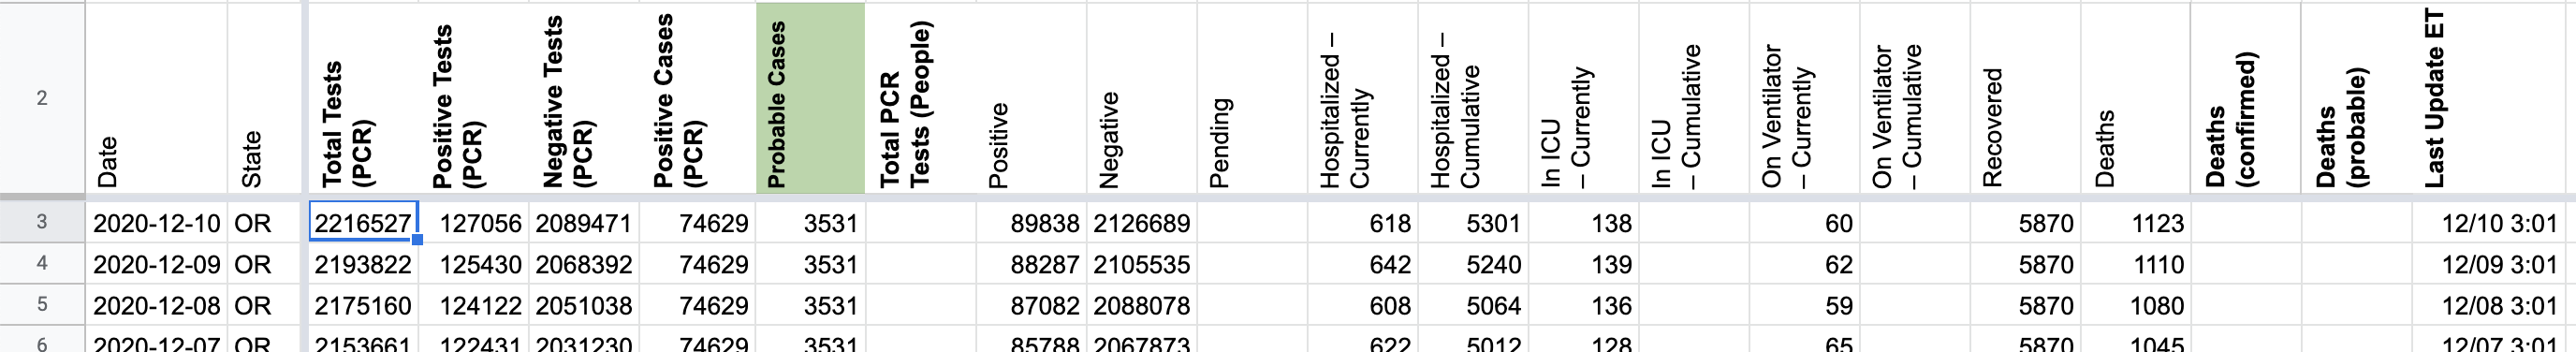 2 Date State Total Tests (PCR) Positive Tests (PCR) Negative Tests (PCR) Positive Cases (PCR) Probable Cases Total PCR Tests (People) Positive Negative Pending Hospitalized – Currently Hospitalized – Cumulative In ICU – Currently In ICU – Cumulative On Ventilator – Currently On Ventilator – Cumulative Recovered Deaths Deaths (confirmed) Deaths (probable) Last Update ET
3 2020-12-10 OR 2216527 127056 2089471 74629 3531 89838 2126689 618 5301 138 60 5870 1123 12/10 3:01
4 2020-12-09 OR 2193822 125430 2068392 74629 3531 88287 2105535 642 5240 139 62 5870 1110 12/09 3:01
5 2020-12-08 OR 2175160 124122 2051038 74629 3531 87082 2088078 608 5064 136 59 5870 1080 12/08 3:01
6 2020-12-07 OR 2153661 122431 2031230 74629 3531 85788 2067873 622 5012 128 65 5870 1045 12/07 3:01